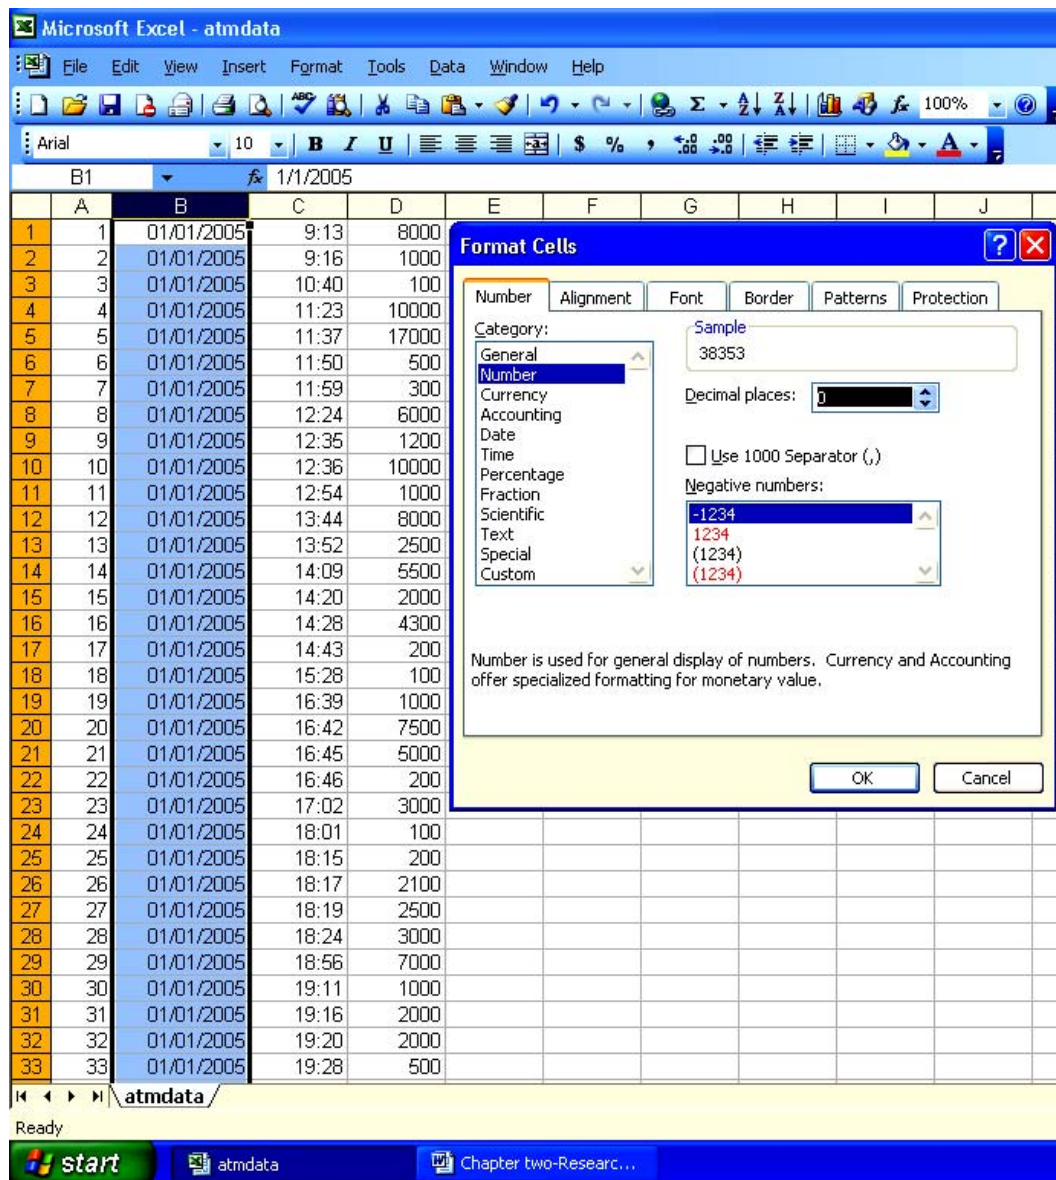 Microsoft Excel - atmdata
File Edit View Insert Format Tools Data Window Help
100%
Arial 10 B I U $ % ,
B1 fx 1/1/2005
A B C D E F G H I J
1 1 01/01/2005 9:13 8000
2 2 01/01/2005 9:16 1000
3 3 01/01/2005 10:40 100
4 4 01/01/2005 11:23 10000
5 5 01/01/2005 11:37 17000
6 6 01/01/2005 11:50 500
7 7 01/01/2005 11:59 300
8 8 01/01/2005 12:24 6000
9 9 01/01/2005 12:35 1200
10 10 01/01/2005 12:36 10000
11 11 01/01/2005 12:54 1000
12 12 01/01/2005 13:44 8000
13 13 01/01/2005 13:52 2500
14 14 01/01/2005 14:09 5500
15 15 01/01/2005 14:20 2000
16 16 01/01/2005 14:28 4300
17 17 01/01/2005 14:43 200
18 18 01/01/2005 15:28 100
19 19 01/01/2005 16:39 1000
20 20 01/01/2005 16:42 7500
21 21 01/01/2005 16:45 5000
22 22 01/01/2005 16:46 200
23 23 01/01/2005 17:02 3000
24 24 01/01/2005 18:01 100
25 25 01/01/2005 18:15 200
26 26 01/01/2005 18:17 2100
27 27 01/01/2005 18:19 2500
28 28 01/01/2005 18:24 3000
29 29 01/01/2005 18:56 7000
30 30 01/01/2005 19:11 1000
31 31 01/01/2005 19:16 2000
32 32 01/01/2005 19:20 2000
33 33 01/01/2005 19:28 500
Format Cells
Number Alignment Font Border Patterns Protection
Category:
General
Number
Currency
Accounting
Date
Time
Percentage
Fraction
Scientific
Text
Special
Custom
Sample
38353
Decimal places: 0
Use 1000 Separator (,)
Negative numbers:
-1234
1234
(1234)
(1234)
Number is used for general display of numbers. Currency and Accounting
offer specialized formatting for monetary value.
OK Cancel
atmdata
Ready
start atmdata Chapter two-Researc...